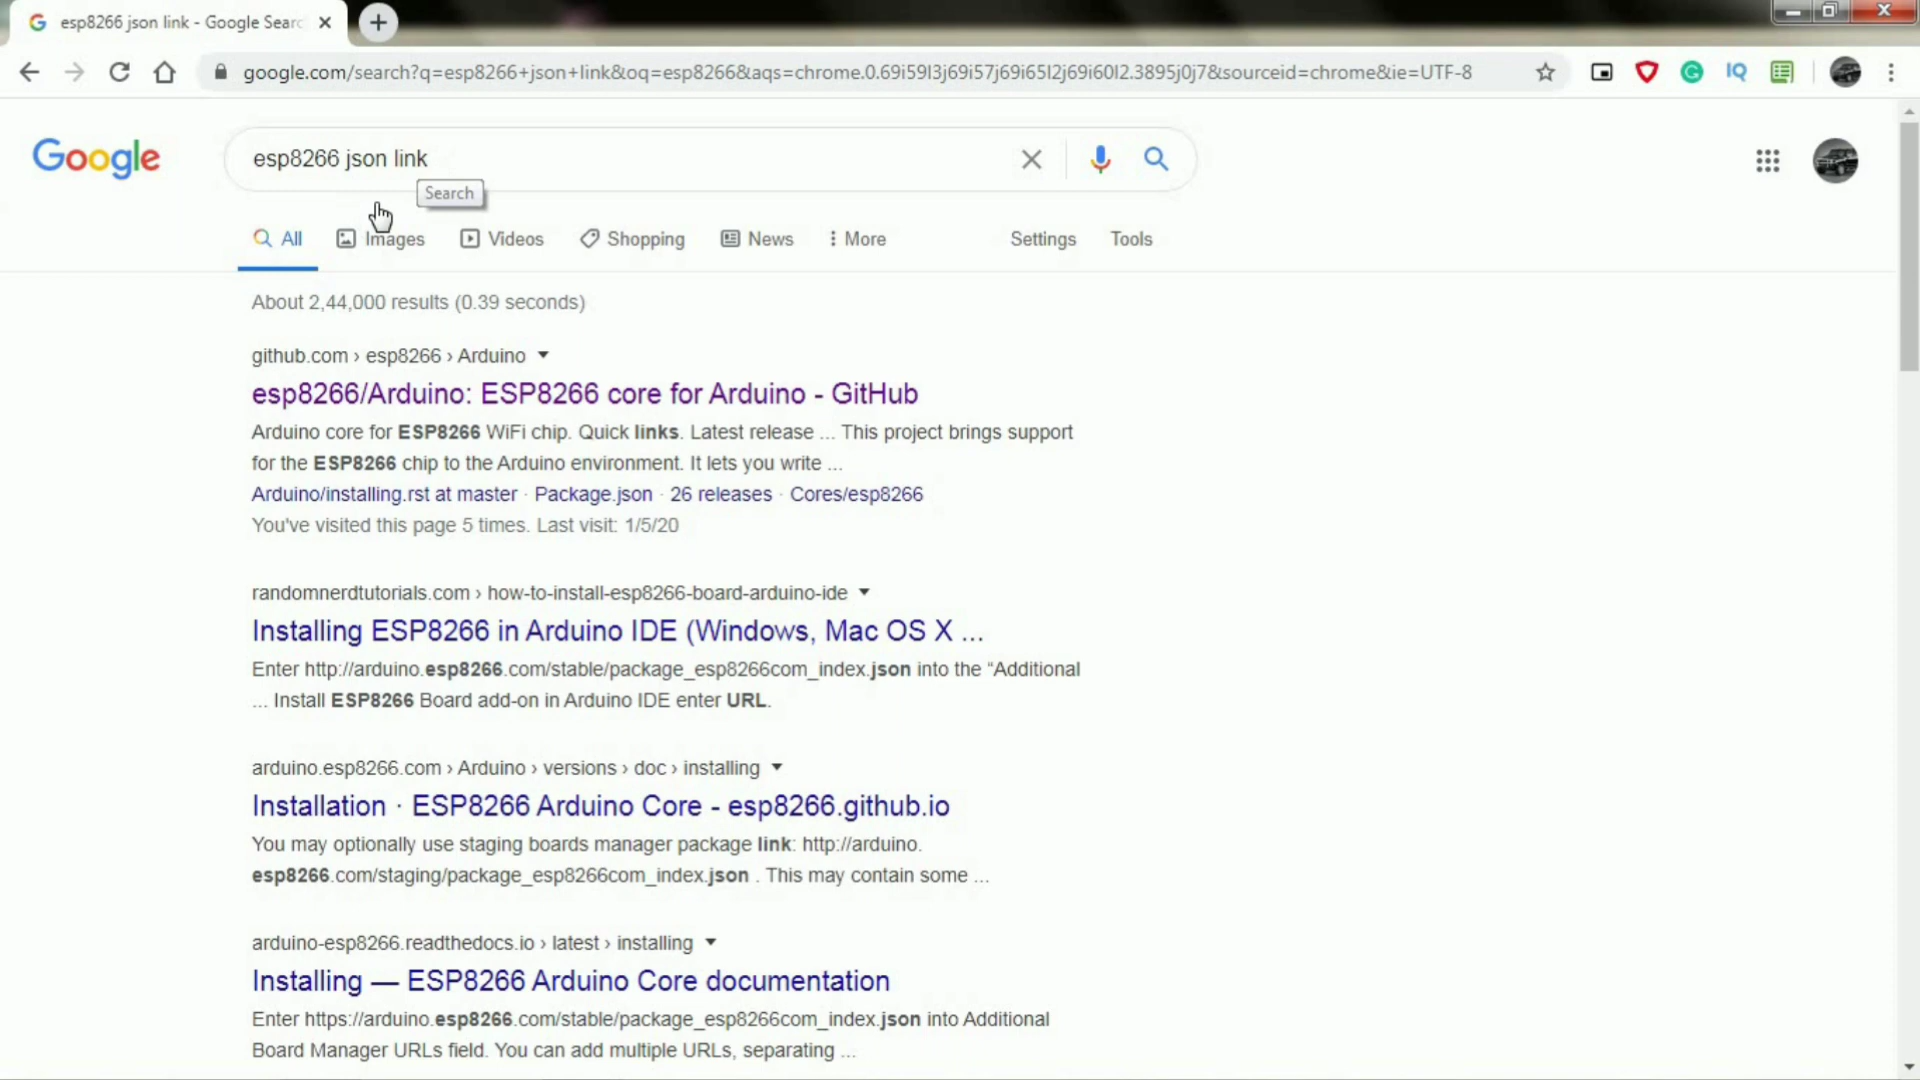 esp8266 json link - Google Searc
google.com/search?q=esp8266+json+link&oq=esp8266&aqs=chrome.0.69i59l3j69i57j69i65l2j69i60l2.3895j0j7&sourceid=chrome&ie=UTF-8
IQ
Google
esp8266 json link
Search
All Images Videos Shopping News More Settings Tools
About 2,44,000 results (0.39 seconds)
github.com › esp8266 › Arduino
esp8266/Arduino: ESP8266 core for Arduino - GitHub
Arduino core for ESP8266 WiFi chip. Quick links. Latest release ... This project brings support
for the ESP8266 chip to the Arduino environment. It lets you write ...
Arduino/installing.rst at master · Package.json · 26 releases · Cores/esp8266
You've visited this page 5 times. Last visit: 1/5/20
randomnerdtutorials.com › how-to-install-esp8266-board-arduino-ide
Installing ESP8266 in Arduino IDE (Windows, Mac OS X ...
Enter http://arduino.esp8266.com/stable/package_esp8266com_index.json into the “Additional
... Install ESP8266 Board add-on in Arduino IDE enter URL.
arduino.esp8266.com › Arduino › versions › doc › installing
Installation · ESP8266 Arduino Core - esp8266.github.io
You may optionally use staging boards manager package link: http://arduino.
esp8266.com/staging/package_esp8266com_index.json . This may contain some ...
arduino-esp8266.readthedocs.io › latest › installing
Installing — ESP8266 Arduino Core documentation
Enter https://arduino.esp8266.com/stable/package_esp8266com_index.json into Additional
Board Manager URLs field. You can add multiple URLs, separating ...